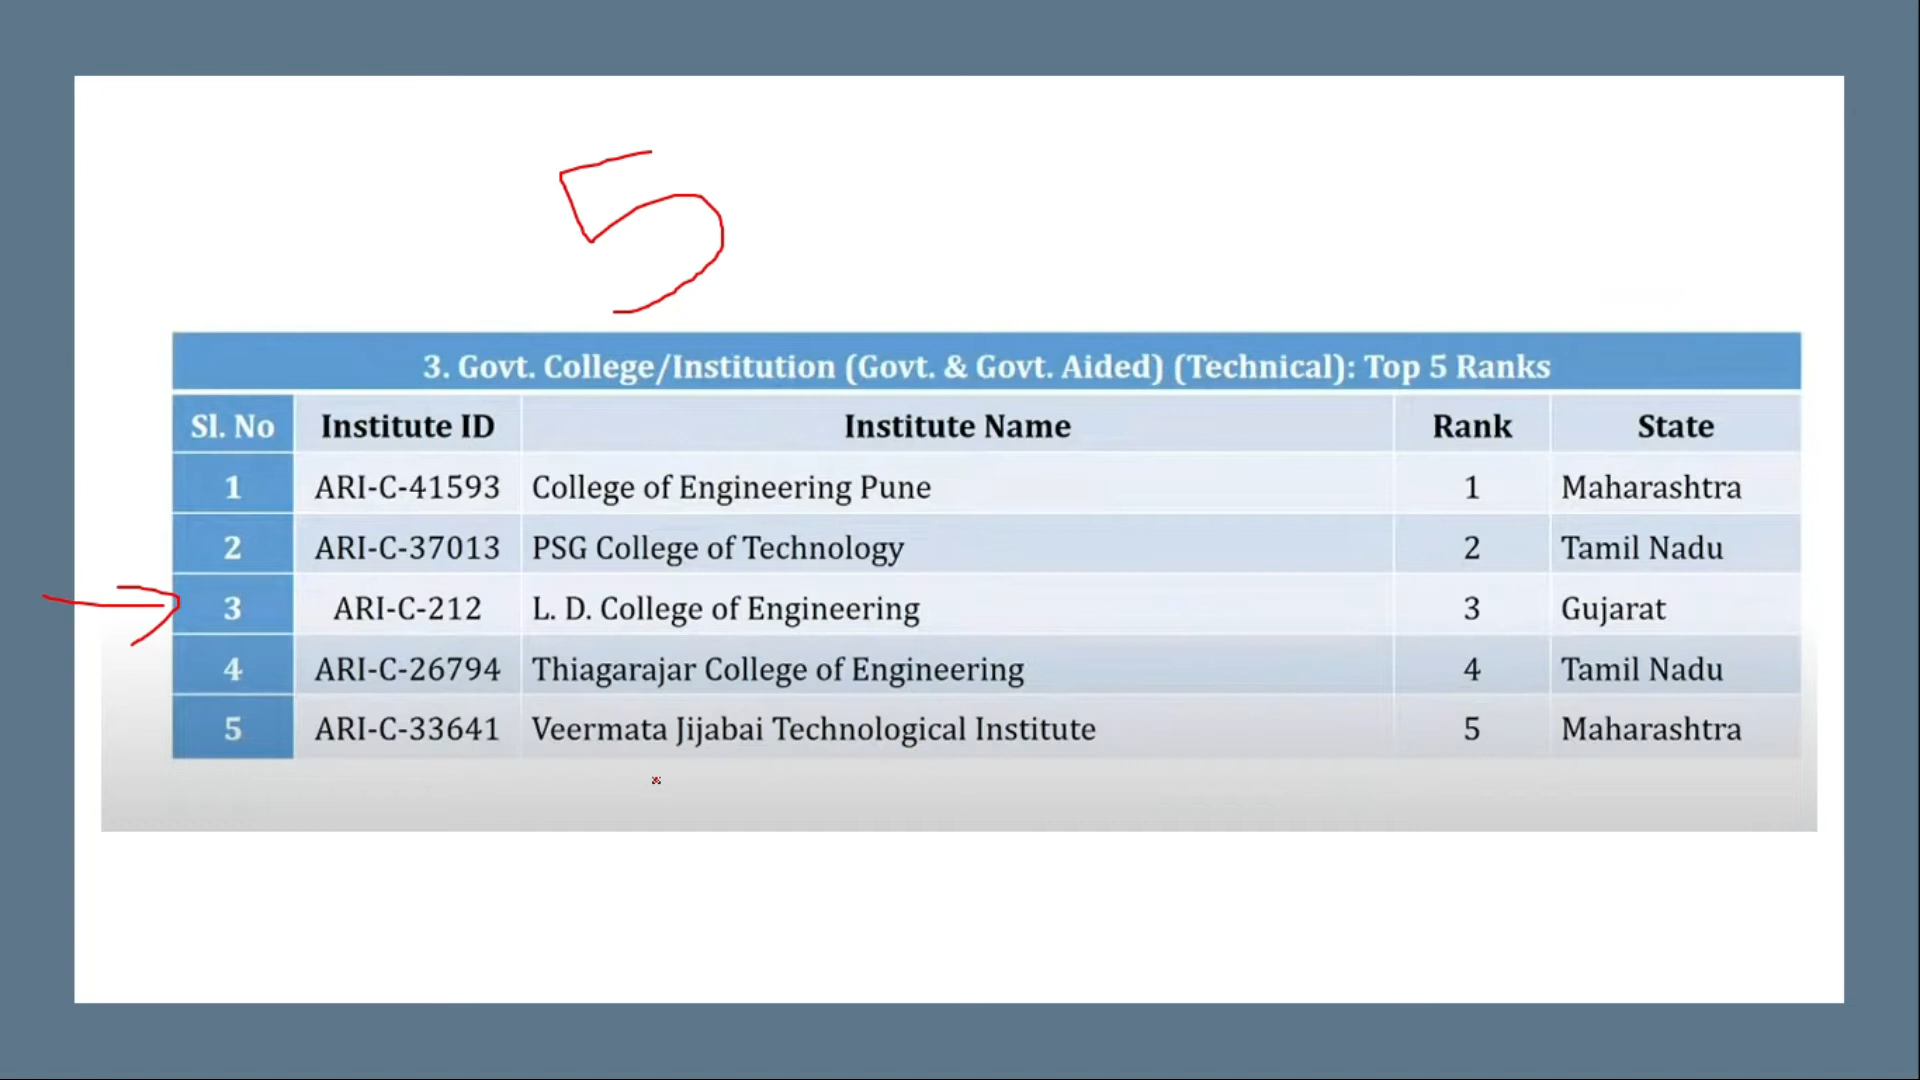 5
3. Govt. College/Institution (Govt. & Govt. Aided) (Technical): Top 5 Ranks
Sl. No Institute ID Institute Name Rank State
1 ARI-C-41593 College of Engineering Pune 1 Maharashtra
2 ARI-C-37013 PSG College of Technology 2 Tamil Nadu
3 ARI-C-212 L. D. College of Engineering 3 Gujarat
4 ARI-C-26794 Thiagarajar College of Engineering 4 Tamil Nadu
5 ARI-C-33641 Veermata Jijabai Technological Institute 5 Maharashtra